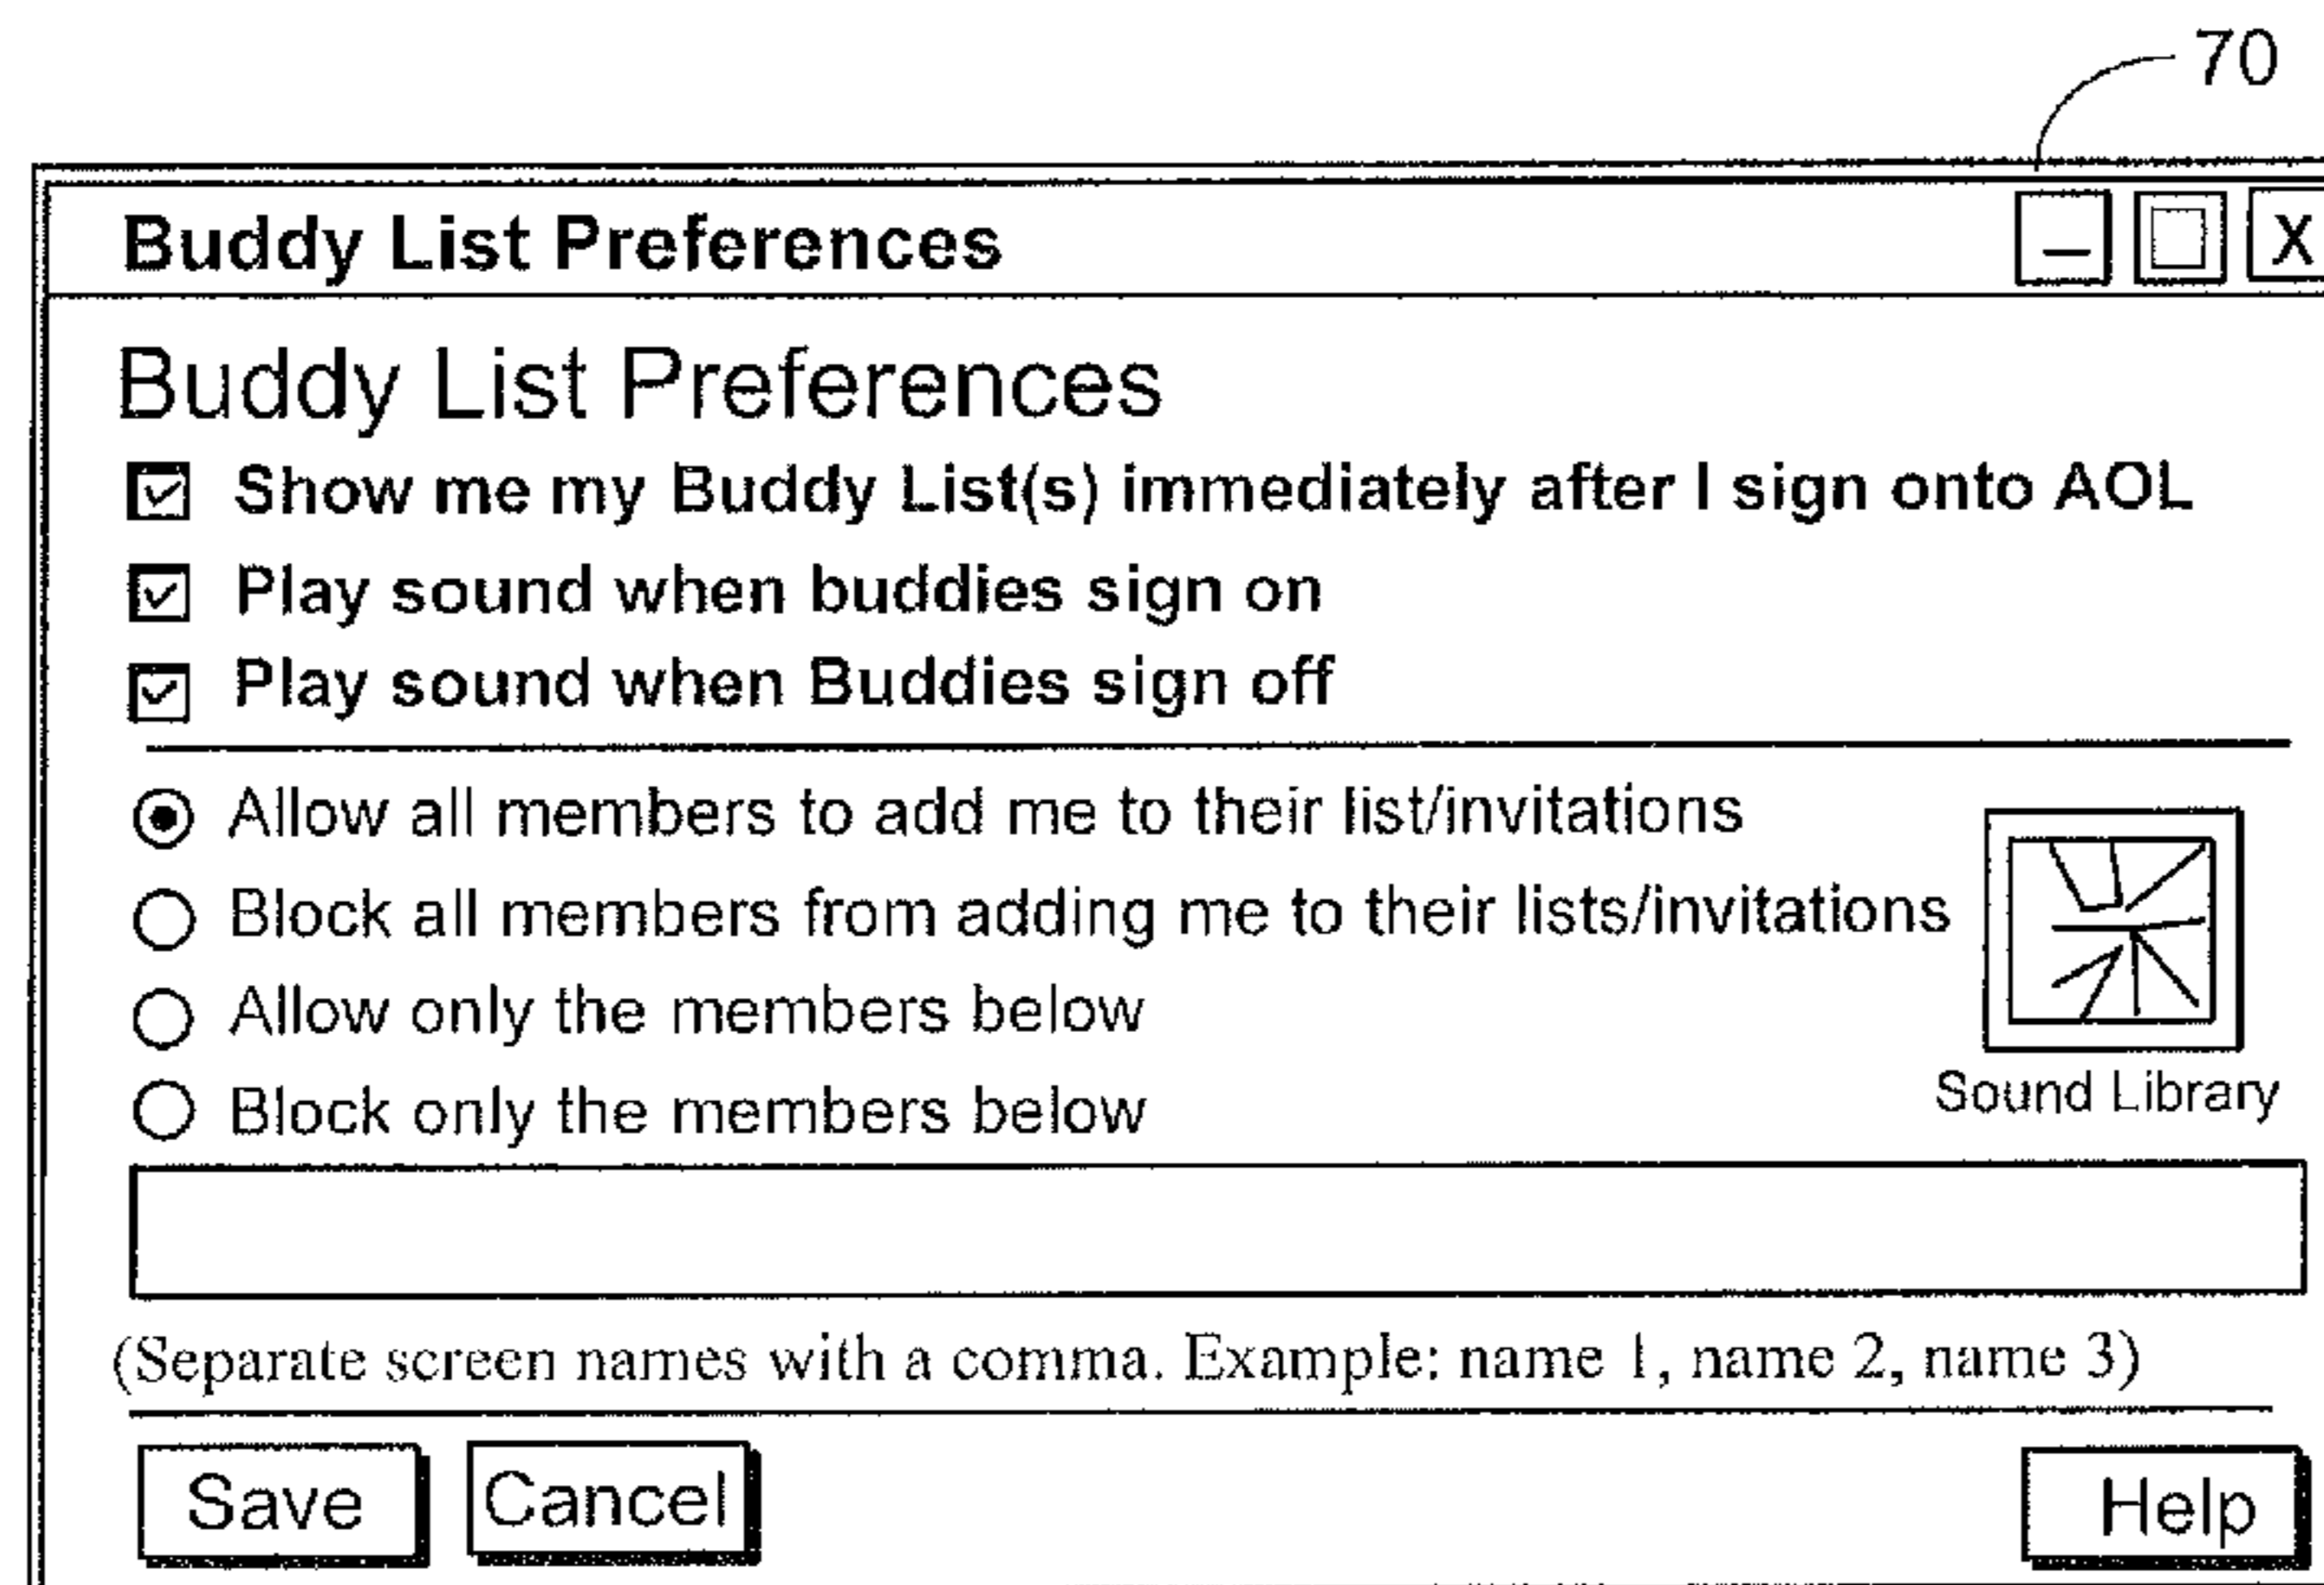 70
Buddy List Preferences
X
Buddy List Preferences
Show me my Buddy List(s) immediately after I sign onto AOL
Play sound when buddies sign on
Play sound when Buddies sign off
Allow all members to add me to their list/invitations
Block all members from adding me to their lists/invitations
Allow only the members below
Sound Library
Block only the members below
(Separate screen names with a comma. Example: name 1, name 2, name 3)
Save Cancel Help